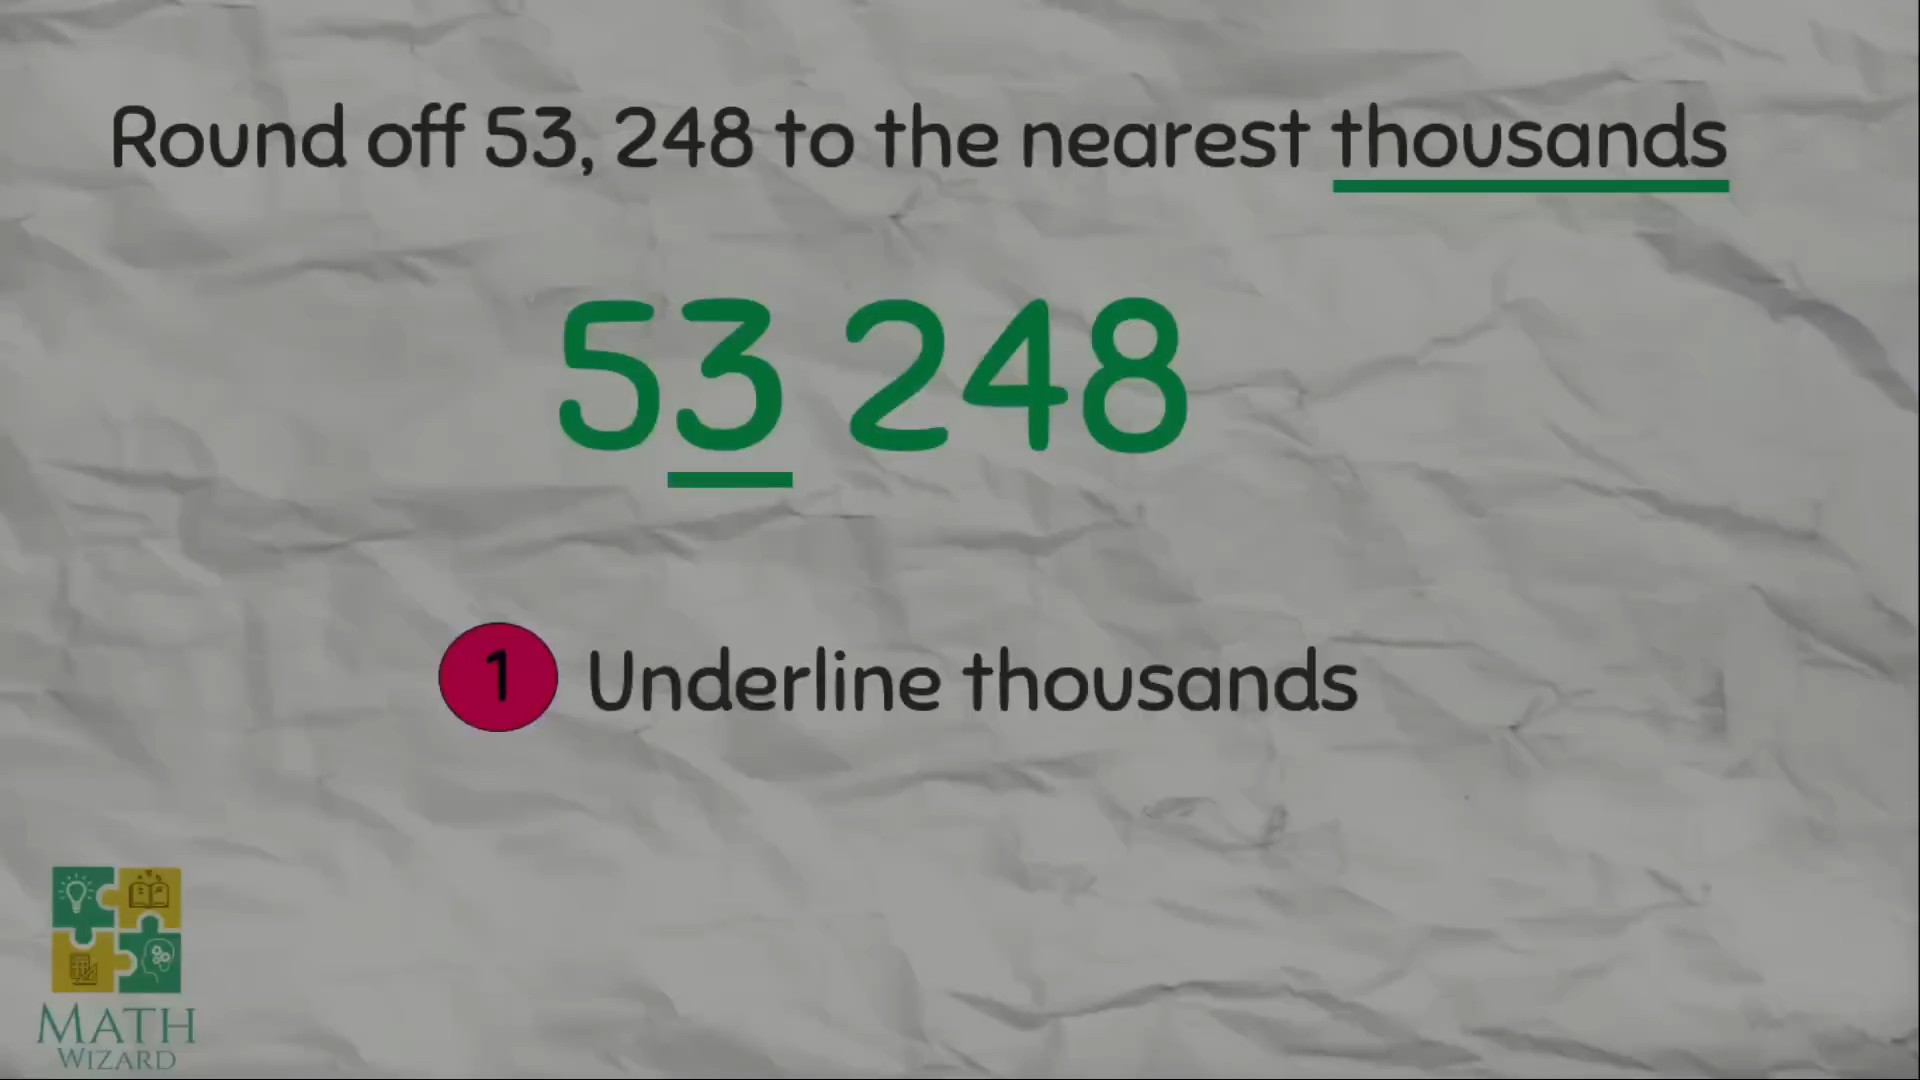 Round off 53, 248 to the nearest thousands
53 248
1 Underline thousands
MATH
WIZARD